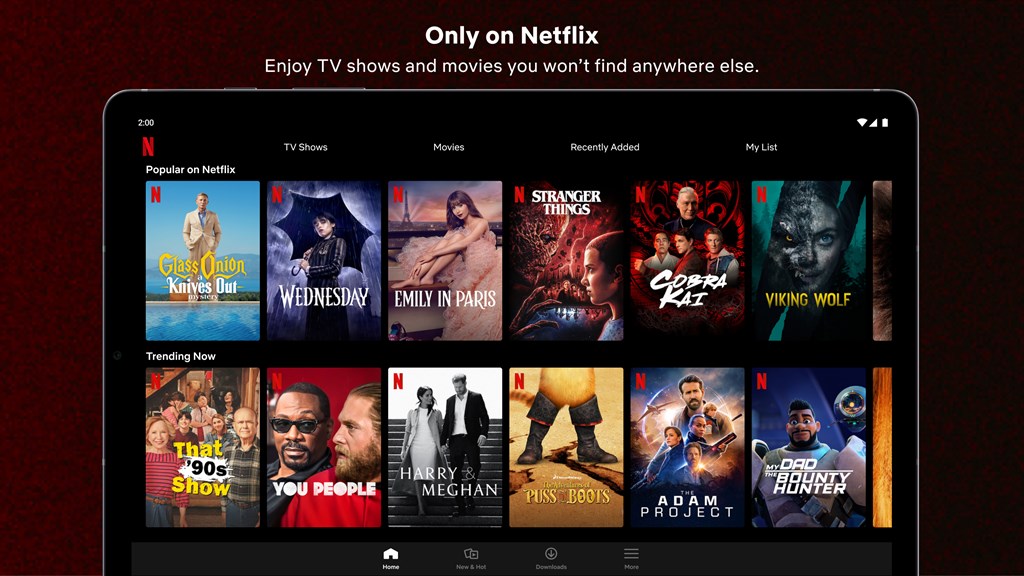 Only on Netflix
Enjoy TV shows and movies you won't find anywhere else.
2:00
N
TV Shows
Movies
Recently Added
My List
Popular on Netflix
N
Glass Onion
a
Knives Out
mystery
N
WEDNESDAY
N
EMILY IN PARIS
N
STRANGER
THINGS
N
COBRA
KAI
N
VIKING WOLF
Trending Now
N
That
'90s
Show
N
YOU PEOPLE
N
HARRY &
MEGHAN
N
DREAMWORKS
The Adventures of
PUSS IN BOOTS
N
THE
ADAM
PROJECT
N
MY DAD
THE BOUNTY
HUNTER
Home
New & Hot
Downloads
More